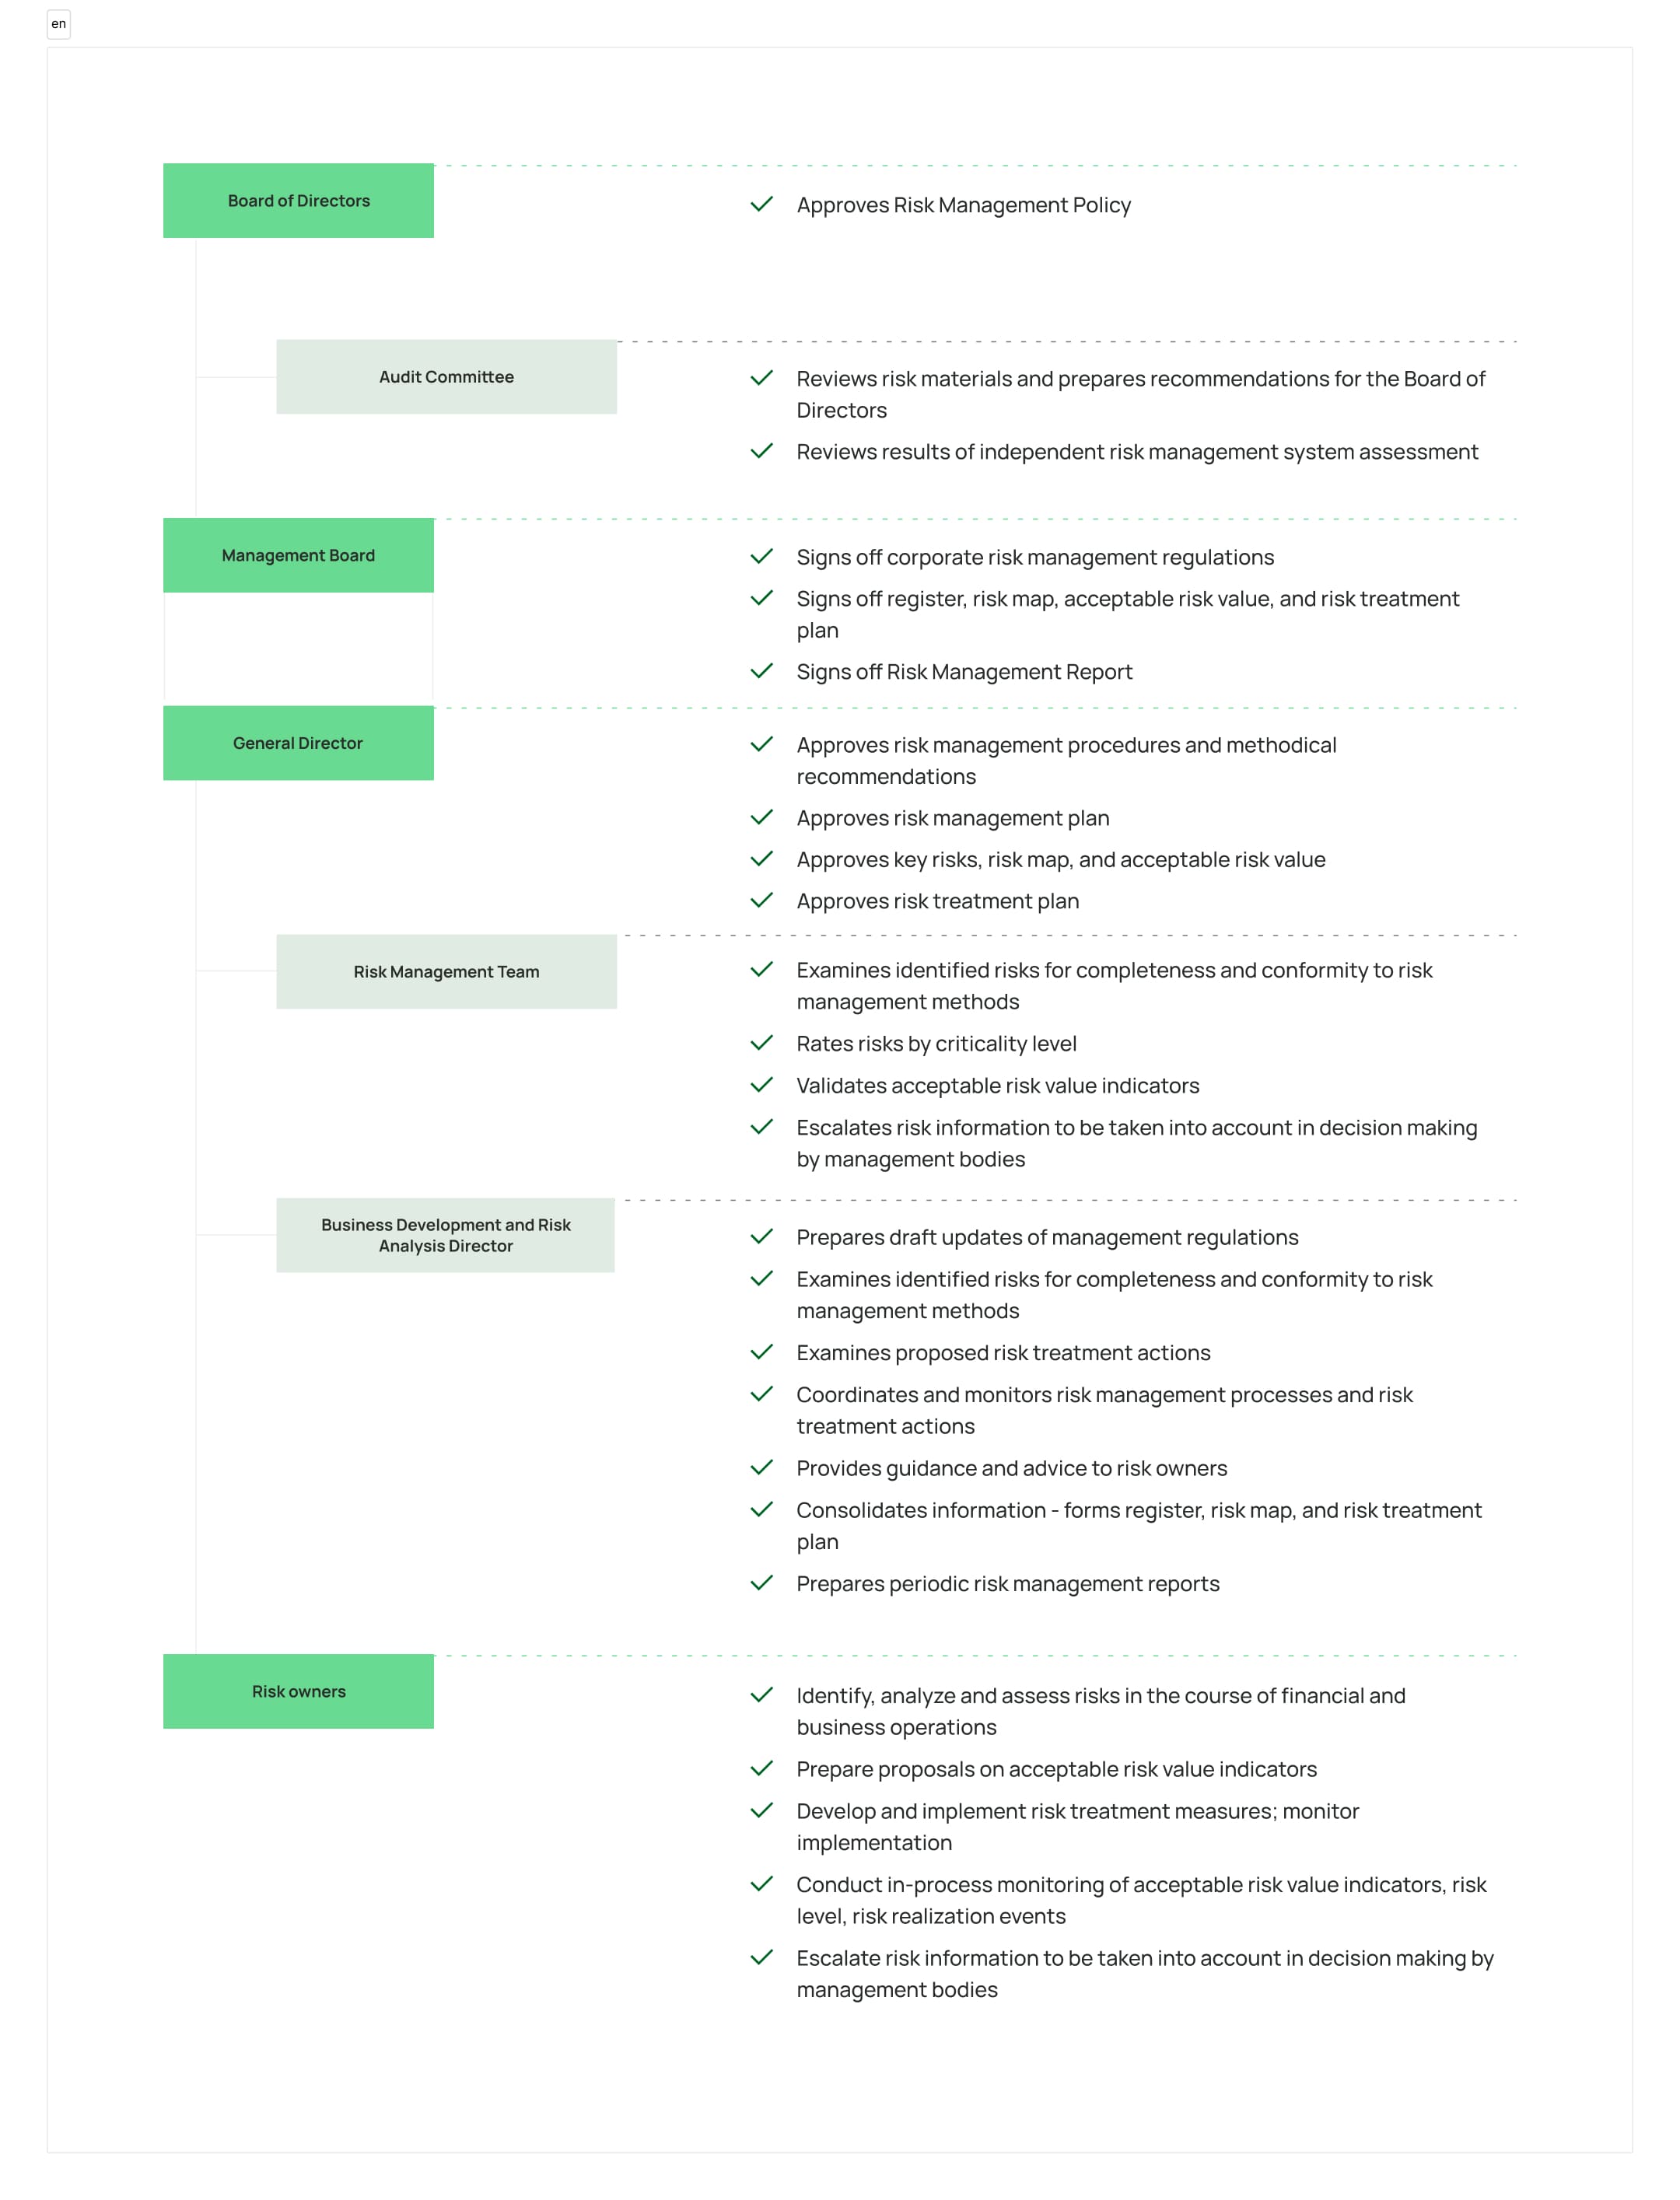 en
Board of Directors
Approves Risk Management Policy
Audit Committee
Reviews risk materials and prepares recommendations for the Board of
Directors
Reviews results of independent risk management system assessment
Management Board
Signs off corporate risk management regulations
Signs off register, risk map, acceptable risk value, and risk treatment
plan
Signs off Risk Management Report
General Director
Approves risk management procedures and methodical
recommendations
Approves risk management plan
Approves key risks, risk map, and acceptable risk value
Approves risk treatment plan
Risk Management Team
Examines identified risks for completeness and conformity to risk
management methods
Rates risks by criticality level
Validates acceptable risk value indicators
Escalates risk information to be taken into account in decision making
by management bodies
Business Development and Risk
Analysis Director
Prepares draft updates of management regulations
Examines identified risks for completeness and conformity to risk
management methods
Examines proposed risk treatment actions
Coordinates and monitors risk management processes and risk
treatment actions
Provides guidance and advice to risk owners
Consolidates information - forms register, risk map, and risk treatment
plan
Prepares periodic risk management reports
Risk owners
Identify, analyze and assess risks in the course of financial and
business operations
Prepare proposals on acceptable risk value indicators
Develop and implement risk treatment measures; monitor
implementation
Conduct in-process monitoring of acceptable risk value indicators, risk
level, risk realization events
Escalate risk information to be taken into account in decision making by
management bodies